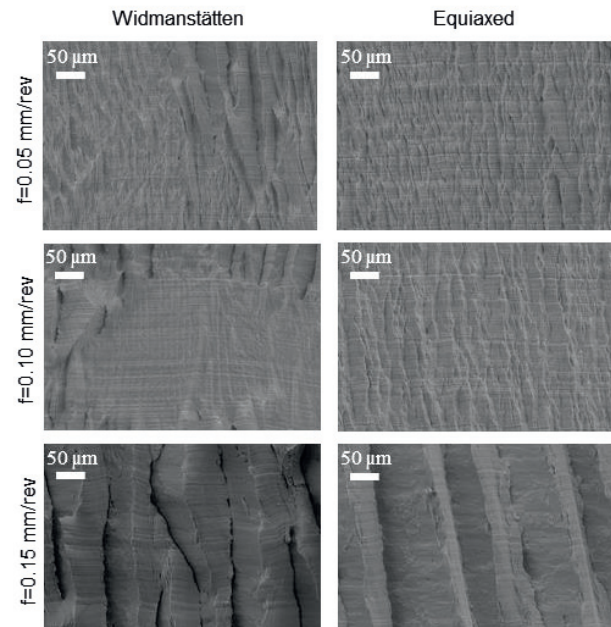 Widmanstätten Equiaxed
f=0.05 mm/rev
50 µm 50 µm
f=0.10 mm/rev
50 µm 50 µm
f=0.15 mm/rev
50 µm 50 µm